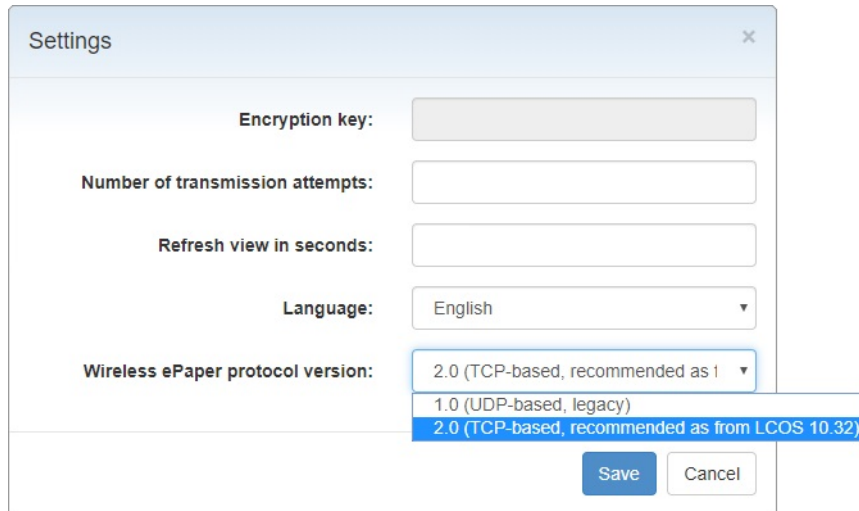 Settings ×
Encryption key:
Number of transmission attempts:
Refresh view in seconds:
Language: English
Wireless ePaper protocol version: 2.0 (TCP-based, recommended as f
1.0 (UDP-based, legacy)
2.0 (TCP-based, recommended as from LCOS 10.32)
Save Cancel